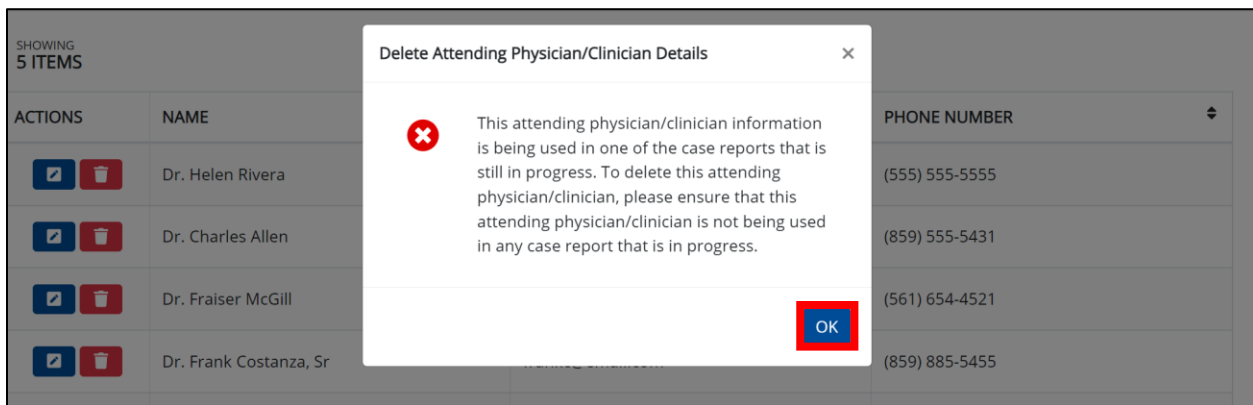 SHOWING
5 ITEMS
Delete Attending Physician/Clinician Details
ACTIONS NAME PHONE NUMBER
This attending physician/clinician information
is being used in one of the case reports that is
still in progress. To delete this attending
physician/clinician, please ensure that this
attending physician/clinician is not being used
in any case report that is in progress.
OK
Dr. Helen Rivera (555) 555-5555
Dr. Charles Allen (859) 555-5431
Dr. Fraiser McGill (561) 654-4521
Dr. Frank Costanza, Sr (859) 885-5455